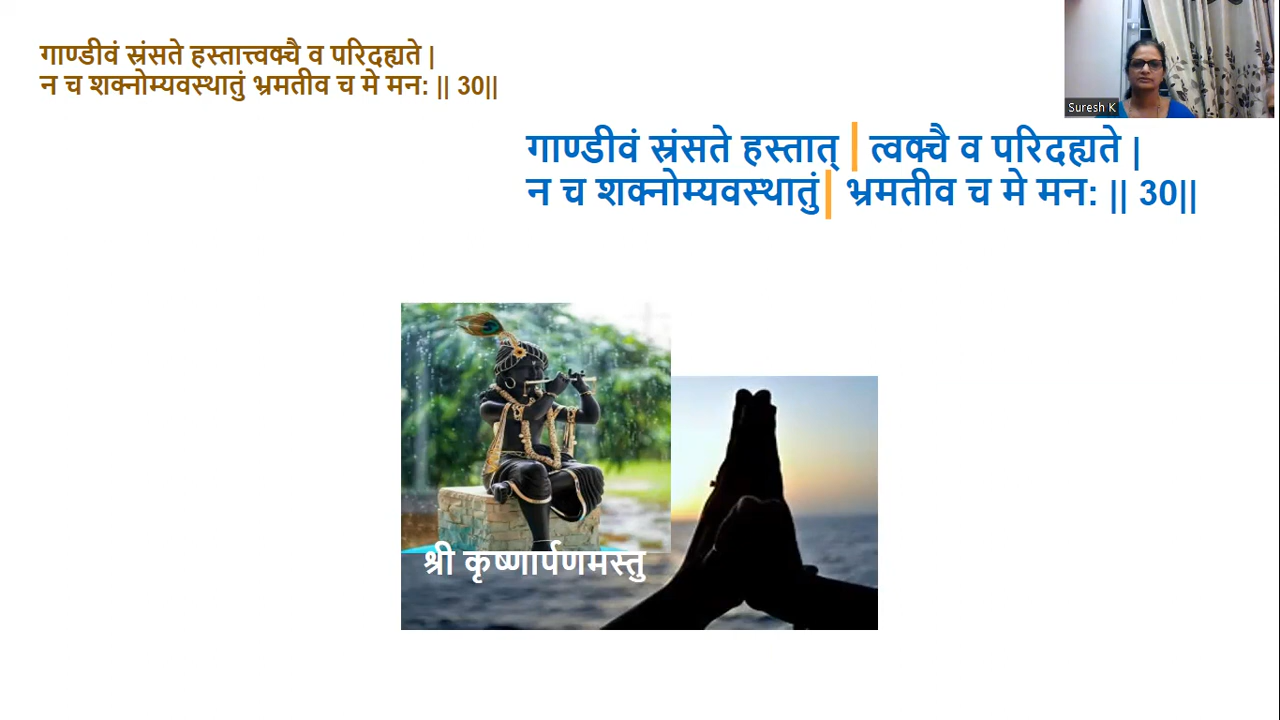 गाण्डीवं स्रंसते हस्तात्त्वक्चै व परिदह्यते |
न च शक्नोम्यवस्थातुं भ्रमतीव च मे मन: || 30||
Suresh K
गाण्डीवं स्रंसते हस्तात् | त्वक्चै व परिदह्यते |
न च शक्नोम्यवस्थातुं | भ्रमतीव च मे मन: || 30||
श्री कृष्णार्पणमस्तु